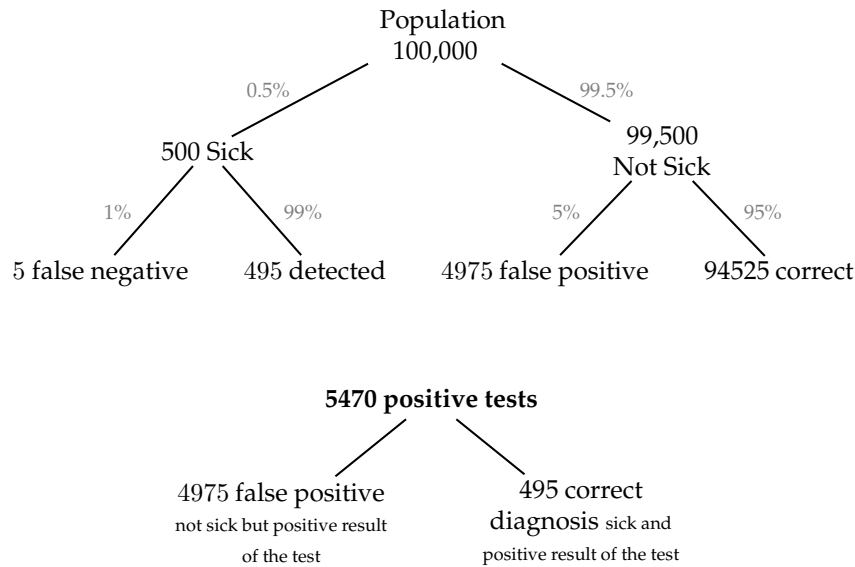 Population
100,000
0.5%
99.5%
500 Sick
99,500
Not Sick
1%
99%
5%
95%
5 false negative
495 detected
4975 false positive
94525 correct
5470 positive tests
4975 false positive
not sick but positive result
of the test
495 correct
diagnosis sick and
positive result of the test